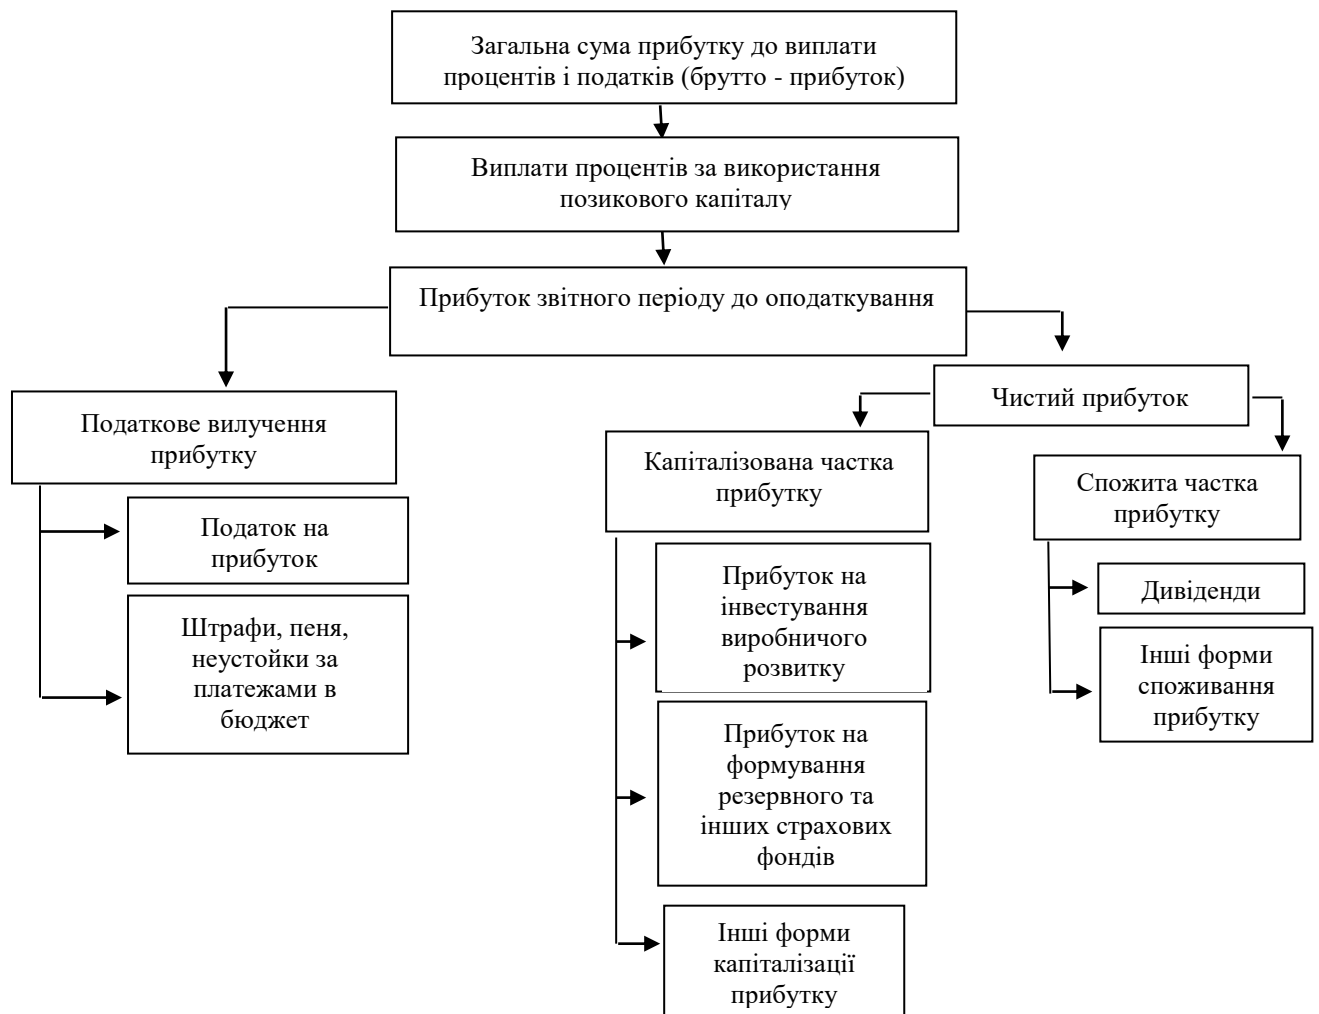 Загальна сума прибутку до виплати
процентів і податків (брутто - прибуток)
Виплати процентів за використання
позикового капіталу
Прибуток звітного періоду до оподаткування
Податкове вилучення
прибутку
Податок на
прибуток
Штрафи, пеня,
неустойки за
платежами в
бюджет
Чистий прибуток
Капіталізована частка
прибутку
Прибуток на
інвестування
виробничого
розвитку
Прибуток на
формування
резервного та
інших страхових
фондів
Інші форми
капіталізації
прибутку
Спожита частка
прибутку
Дивіденди
Інші форми
споживання
прибутку